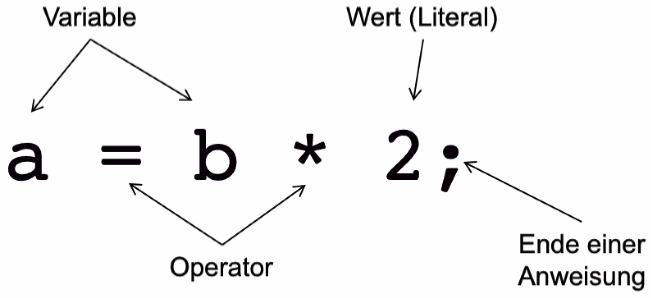 Variable
Wert (Literal)
a = b * 2;
Operator
Ende einer
Anweisung